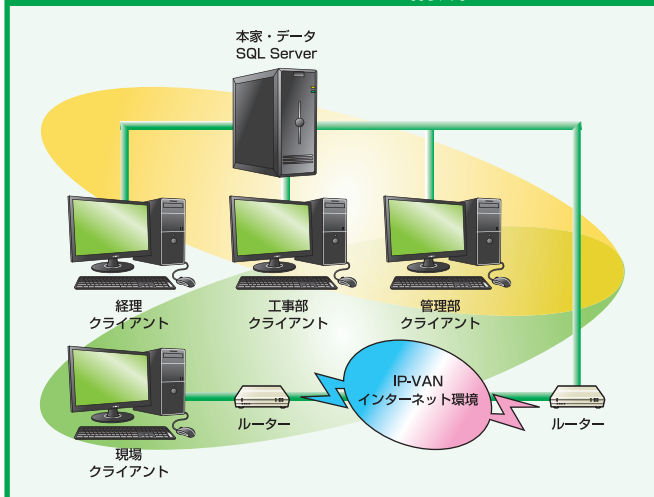 本家・データ
SQL Server
経理
クライアント
工事部
クライアント
管理部
クライアント
IP-VAN
インターネット環境
ルーター
ルーター
現場
クライアント